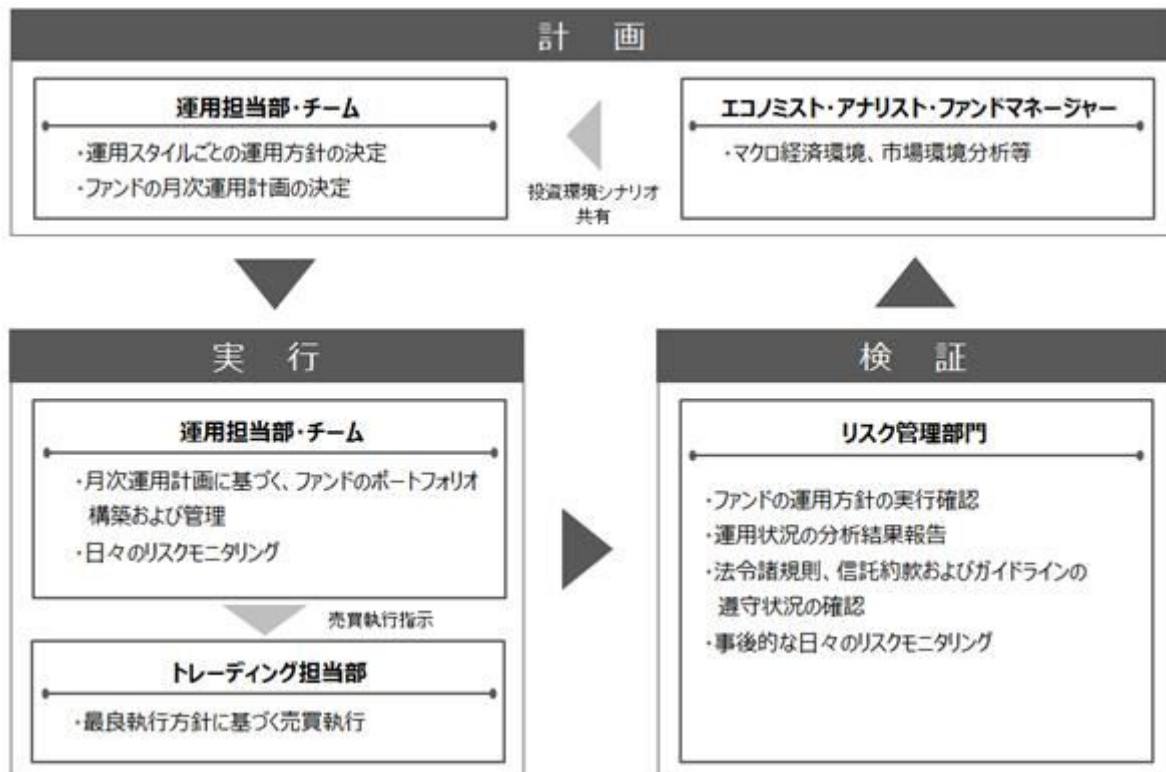 計 画
運用担当部・チーム
・運用スタイルごとの運用方針の決定
・ファンドの月次運用計画の決定
投資環境シナリオ
共有
エコノミスト・アナリスト・ファンドマネージャー
・マクロ経済環境、市場環境分析等
実 行
運用担当部・チーム
・月次運用計画に基づく、ファンドのポートフォリオ
構築および管理
・日々のリスクモニタリング
売買執行指示
トレーディング担当部
・最良執行方針に基づく売買執行
検 証
リスク管理部門
・ファンドの運用方針の実行確認
・運用状況の分析結果報告
・法令諸規則、信託約款およびガイドラインの
遵守状況の確認
・事後的な日々のリスクモニタリング